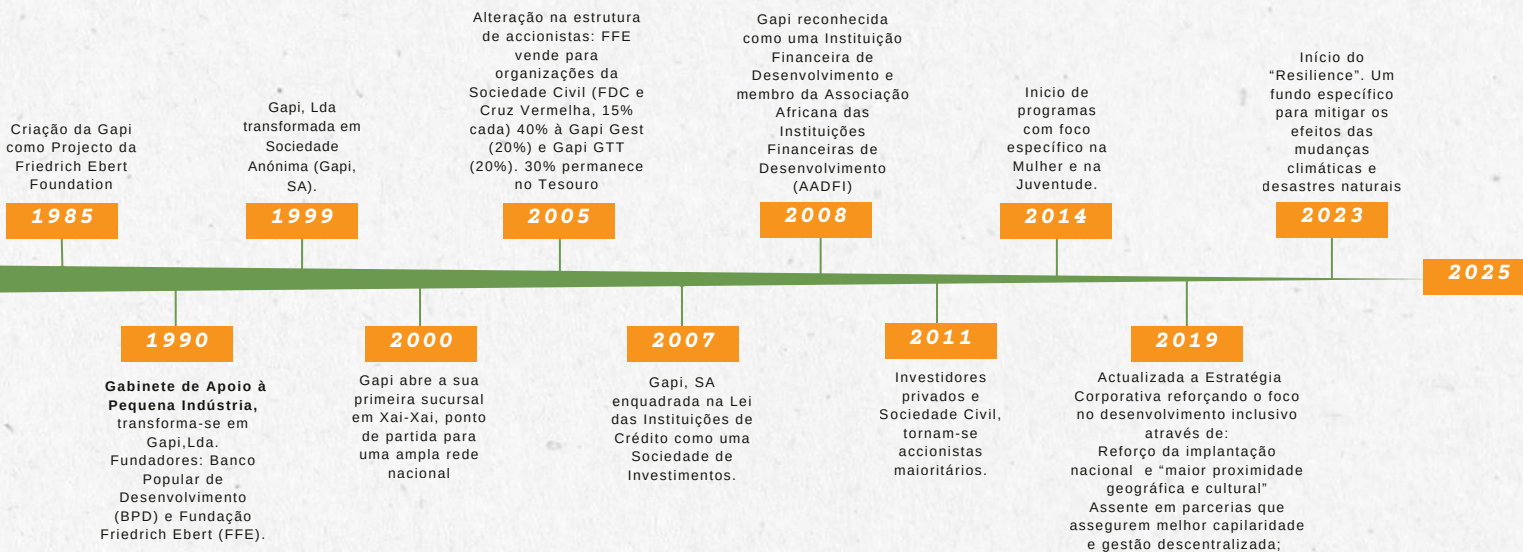 Criação da Gapi
como Projecto da
Friedrich Ebert
Foundation
1985
Gabinete de Apoio à
Pequena Indústria,
transforma-se em
Gapi,Lda.
Fundadores: Banco
Popular de
Desenvolvimento
(BPD) e Fundação
Friedrich Ebert (FFE).
1990
Gapi, Lda
transformada em
Sociedade
Anónima (Gapi,
SA).
1999
Gapi abre a sua
primeira sucursal
em Xai-Xai, ponto
de partida para
uma ampla rede
nacional
2000
Alteração na estrutura
de accionistas: FFE
vende para
organizações da
Sociedade Civil (FDC e
Cruz Vermelha, 15%
cada) 40% à Gapi Gest
(20%) e Gapi GTT
(20%). 30% permanece
no Tesouro
2005
Gapi, SA
enquadrada na Lei
das Instituições de
Crédito como uma
Sociedade de
Investimentos.
2007
Gapi reconhecida
como uma Instituição
Financeira de
Desenvolvimento e
membro da Associação
Africana das
Instituições
Financeiras de
Desenvolvimento
(AADFI)
2008
Investidores
privados e
Sociedade Civil,
tornam-se
accionistas
maioritários.
2011
Inicio de
programas
com foco
específico na
Mulher e na
Juventude.
2014
Actualizada a Estratégia
Corporativa reforçando o foco
no desenvolvimento inclusivo
através de:
Reforço da implantação
nacional e “maior proximidade
geográfica e cultural”
Assente em parcerias que
assegurem melhor capilaridade
e gestão descentralizada;
2019
Início do
“Resilience”. Um
fundo específico
para mitigar os
efeitos das
mudanças
climáticas e
desastres naturais
2023
2025